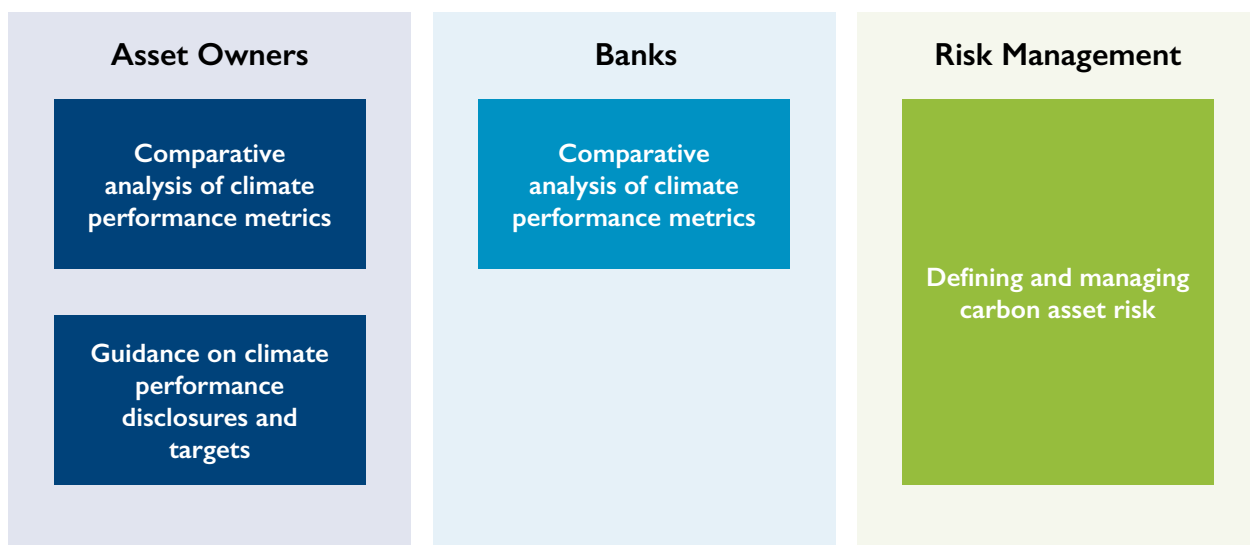 Asset Owners
Comparative
analysis of climate
performance metrics
Guidance on climate
performance
disclosures and
targets
Banks
Comparative
analysis of climate
performance metrics
Risk Management
Defining and managing
carbon asset risk